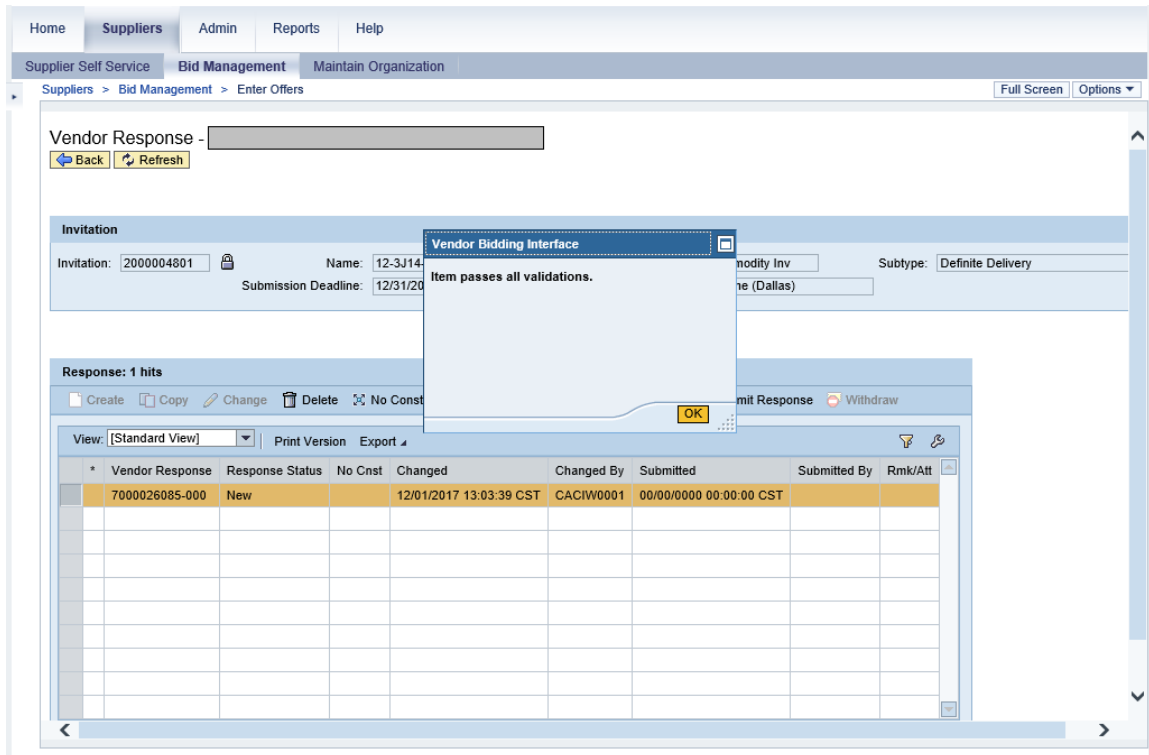 Home Suppliers Admin Reports Help
Supplier Self Service Bid Management Maintain Organization
Suppliers > Bid Management > Enter Offers Full Screen Options
Vendor Response -
Back Refresh
Invitation
Vendor Bidding Interface
Item passes all validations.
OK
Invitation: 2000004801 Name: 12-3J14- Inv Subtype: Definite Delivery
Submission Deadline: 12/31/20 (Dallas)
Response: 1 hits
Create Copy Change Delete No Response Withdraw
View: [Standard View] Print Version Export
* Vendor Response Response Status No Cnst Changed Changed By Submitted Submitted By Rmk/Att
7000026085-000 New 12/01/2017 13:03:39 CST CACIW0001 00/00/0000 00:00:00 CST